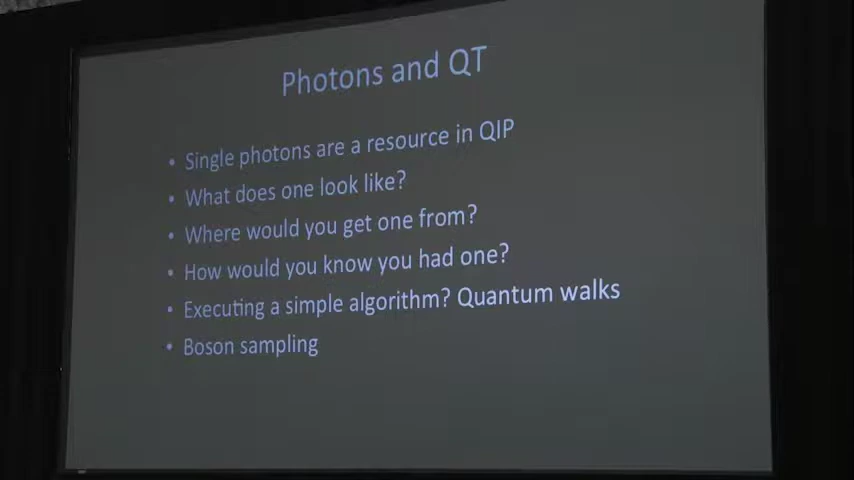 Photons and QT
• Single photons are a resource in QIP
• What does one look like?
• Where would you get one from?
• How would you know you had one?
• Executing a simple algorithm? Quantum walks
• Boson sampling